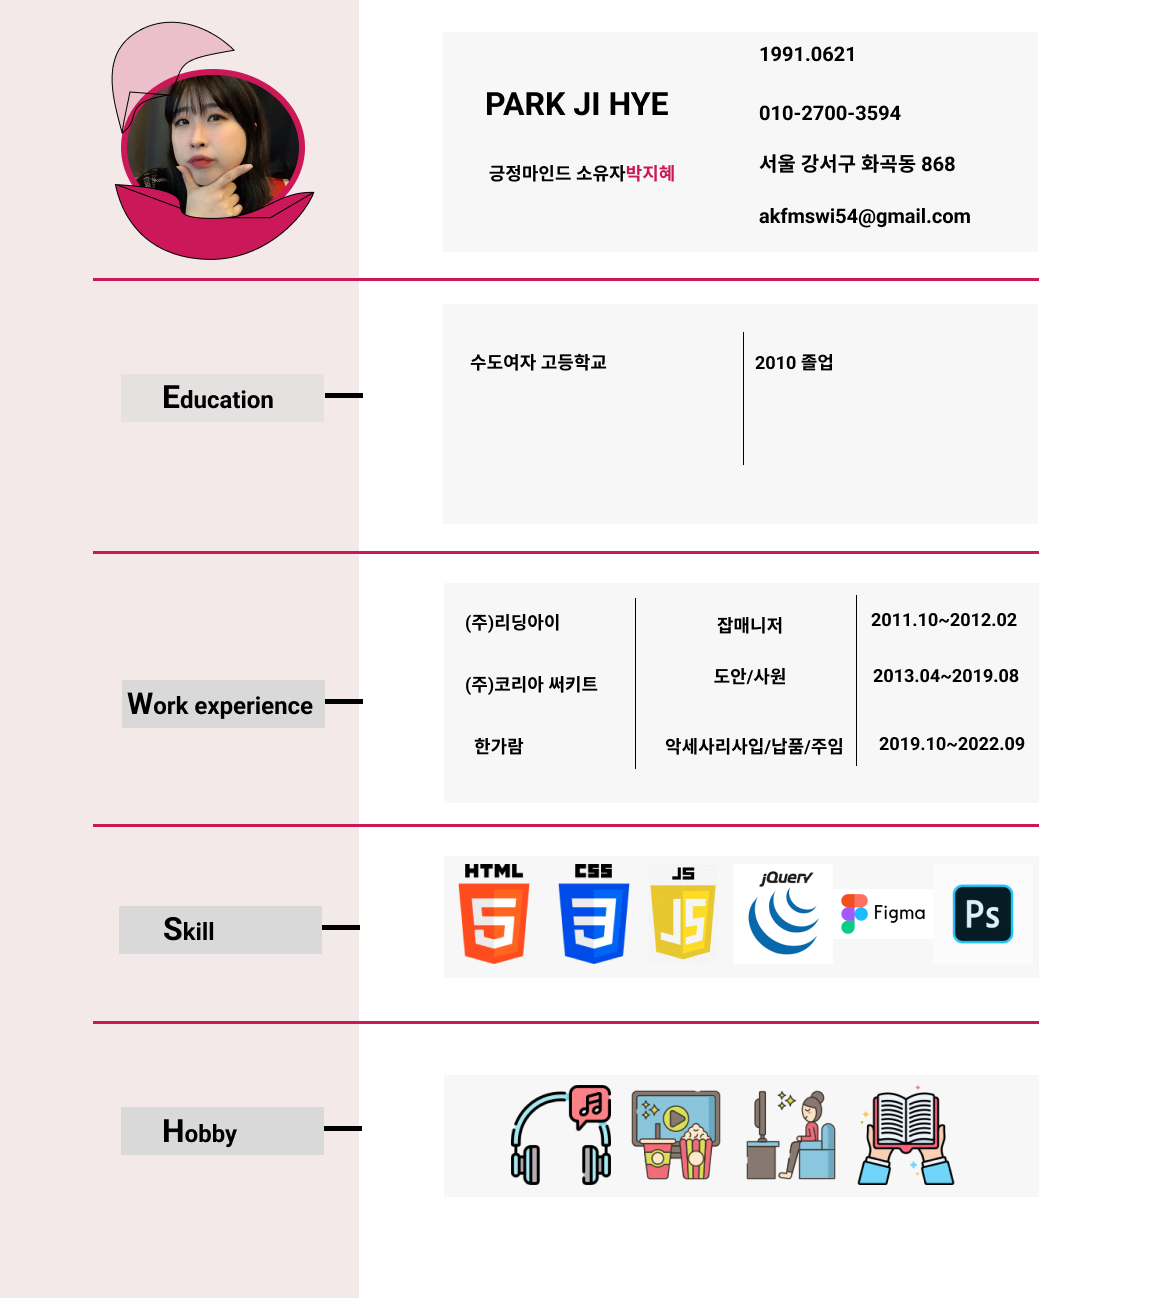 PARK JI HYE
긍정마인드 소유자박지혜
1991.0621
010-2700-3594
서울 강서구 화곡동 868
akfmswi54@gmail.com
Education
수도여자 고등학교
2010 졸업
Work experience
(주)리딩아이 잡매니저 2011.10~2012.02
(주)코리아 써키트 도안/사원 2013.04~2019.08
한가람 악세사리사입/납품/주임 2019.10~2022.09
Skill
HTML
5
CSS
3
JS
JS
jQuery
Figma
Ps
Hobby